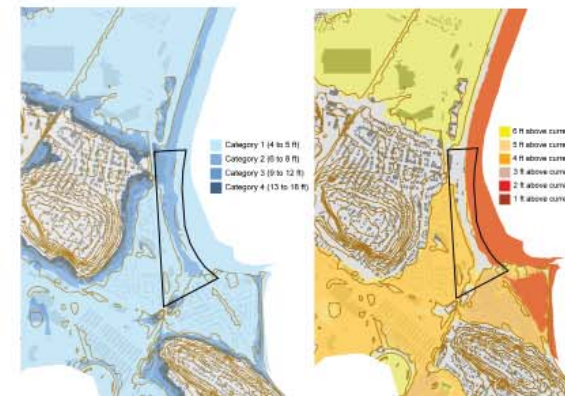 Category 1 (4 to 5 ft)
Category 2 (6 to 8 ft)
Category 3 (9 to 12 ft)
Category 4 (13 to 18 ft)
6 ft above curre
5 ft above curre
4 ft above curre
3 ft above curre
2 ft above curre
1 ft above curre